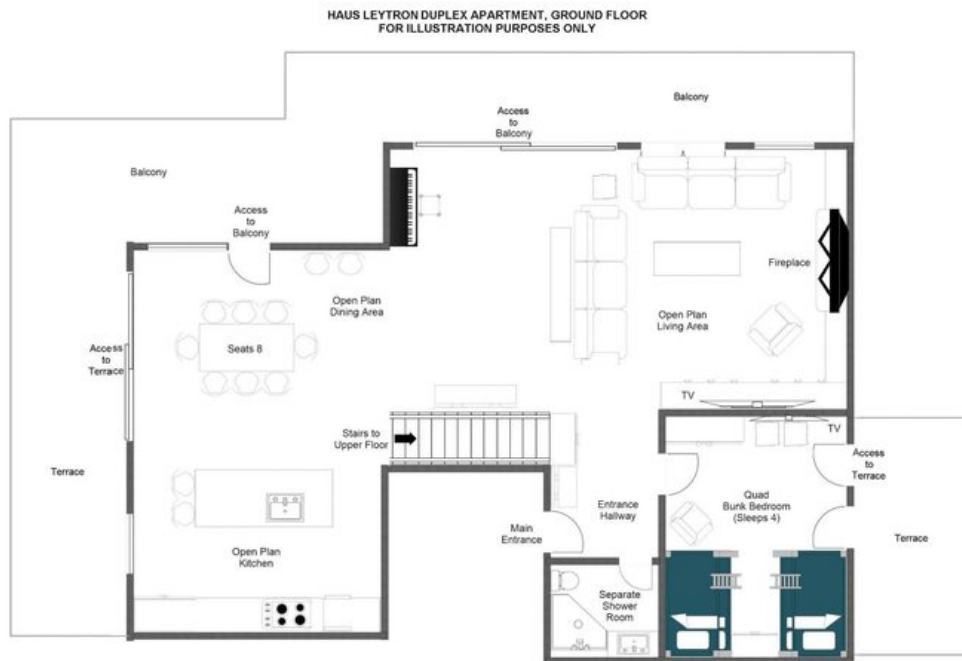 HAUS LEYTRON DUPLEX APARTMENT, GROUND FLOOR
FOR ILLUSTRATION PURPOSES ONLY
Balcony
Access
to
Balcony
Balcony
Access
to
Balcony
Fireplace
Open Plan
Dining Area
Open Plan
Living Area
Seats 8
Access
to
Terrace
TV
TV
Stairs to
Upper Floor
Access
to
Terrace
Terrace
Quad
Bunk Bedroom
(Sleeps 4)
Entrance
Hallway
Main
Entrance
Terrace
Open Plan
Kitchen
Separate
Shower
Room